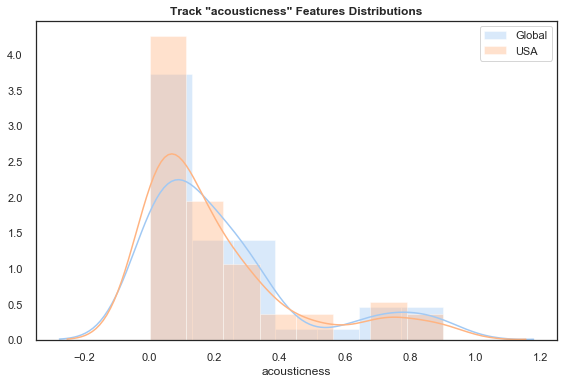 Track "acousticness" Features Distributions
Global
USA
4.0
3.5
3.0
2.5
2.0
1.5
1.0
0.5
0.0
−0.2 0.0 0.2 0.4 0.6 0.8 1.0 1.2
acousticness